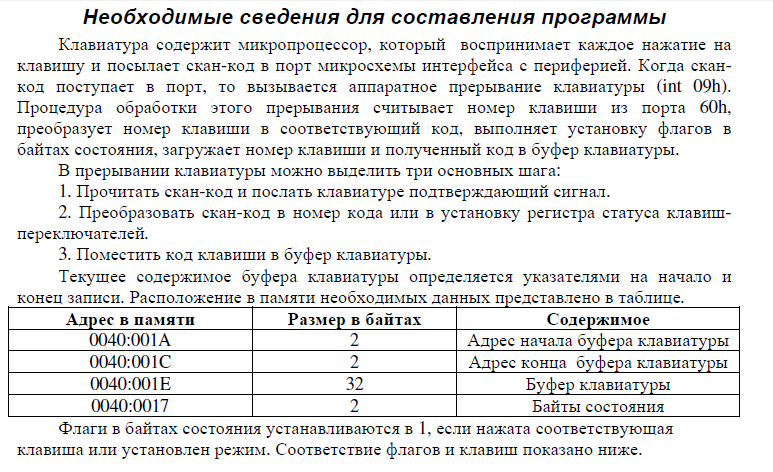 Необходимые сведения для составления программы
Клавиатура содержит микропроцессор, который воспринимает каждое нажатие на
клавишу и посылает скан-код в порт микросхемы интерфейса с периферией. Когда скан-
код поступает в порт, то вызывается аппаратное прерывание клавиатуры (int 09h).
Процедура обработки этого прерывания считывает номер клавиши из порта 60h,
преобразует номер клавиши в соответствующий код, выполняет установку флагов в
байтах состояния, загружает номер клавиши и полученный код в буфер клавиатуры.
В прерывании клавиатуры можно выделить три основных шага:
1. Прочитать скан-код и послать клавиатуре подтверждающий сигнал.
2. Преобразовать скан-код в номер кода или в установку регистра статуса клавиш-
переключателей.
3. Поместить код клавиши в буфер клавиатуры.
Текущее содержимое буфера клавиатуры определяется указателями на начало и
конец записи. Расположение в памяти необходимых данных представлено в таблице.
Адрес в памяти Размер в байтах Содержимое
0040:001A 2 Адрес начала буфера клавиатуры
0040:001C 2 Адрес конца буфера клавиатуры
0040:001E 32 Буфер клавиатуры
0040:0017 2 Байты состояния
Флаги в байтах состояния устанавливаются в 1, если нажата соответствующая
клавиша или установлен режим. Соответствие флагов и клавиш показано ниже.